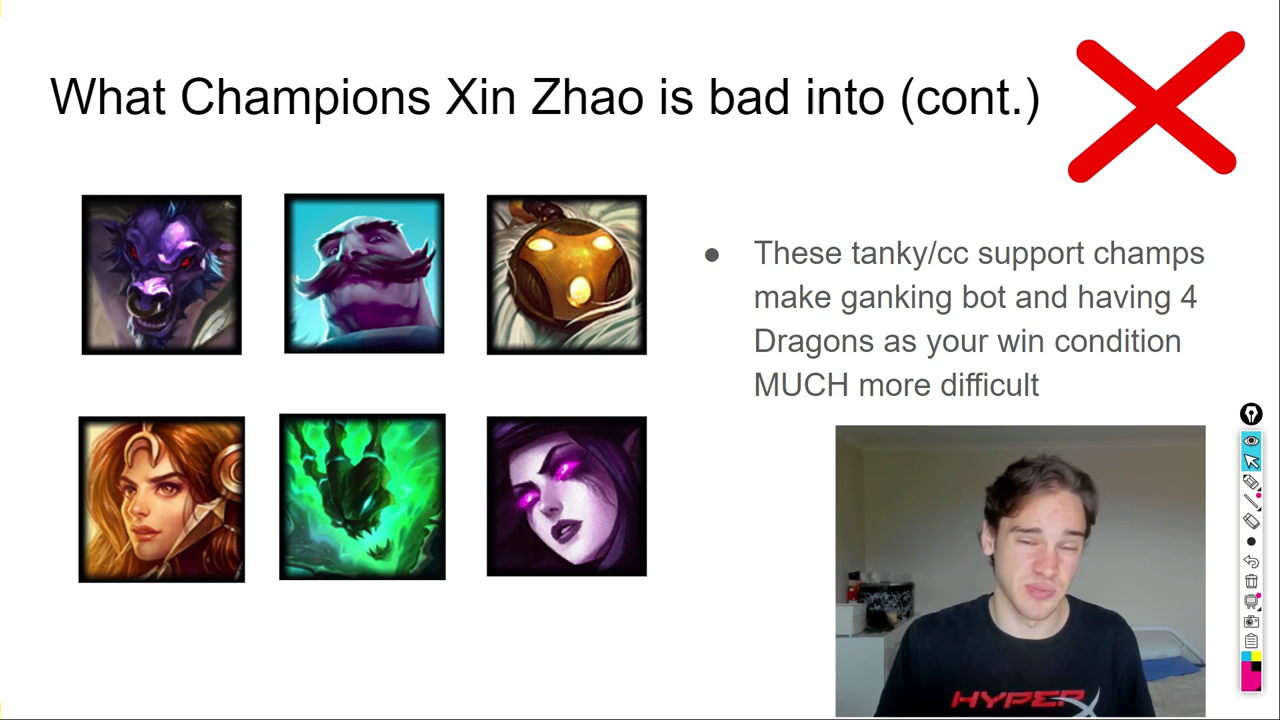 What Champions Xin Zhao is bad into (cont.)
● These tanky/cc support champs
make ganking bot and having 4
Dragons as your win condition
MUCH more difficult
HYPERX